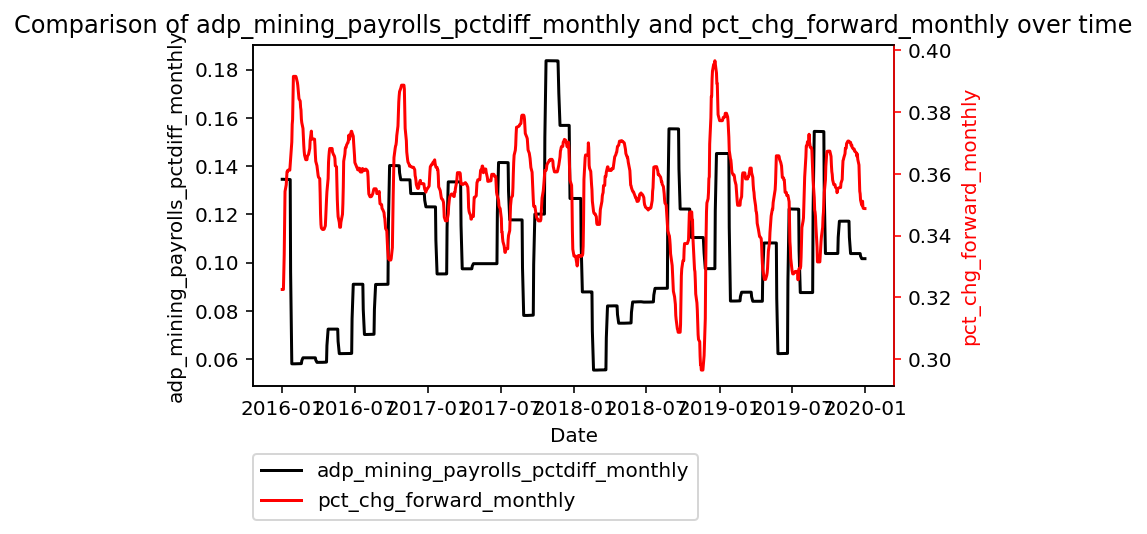 Comparison of adp_mining_payrolls_pctdiff_monthly and pct_chg_forward_monthly over time
adp_mining_payrolls_pctdiff_monthly
0.18
0.16
0.14
0.12
0.10
0.08
0.06
0.40
0.38
0.36
0.34
0.32
0.30
pct_chg_forward_monthly
2016-01 2016-07 2017-01 2017-07 2018-01 2018-07 2019-01 2019-07 2020-01
Date
adp_mining_payrolls_pctdiff_monthly
pct_chg_forward_monthly